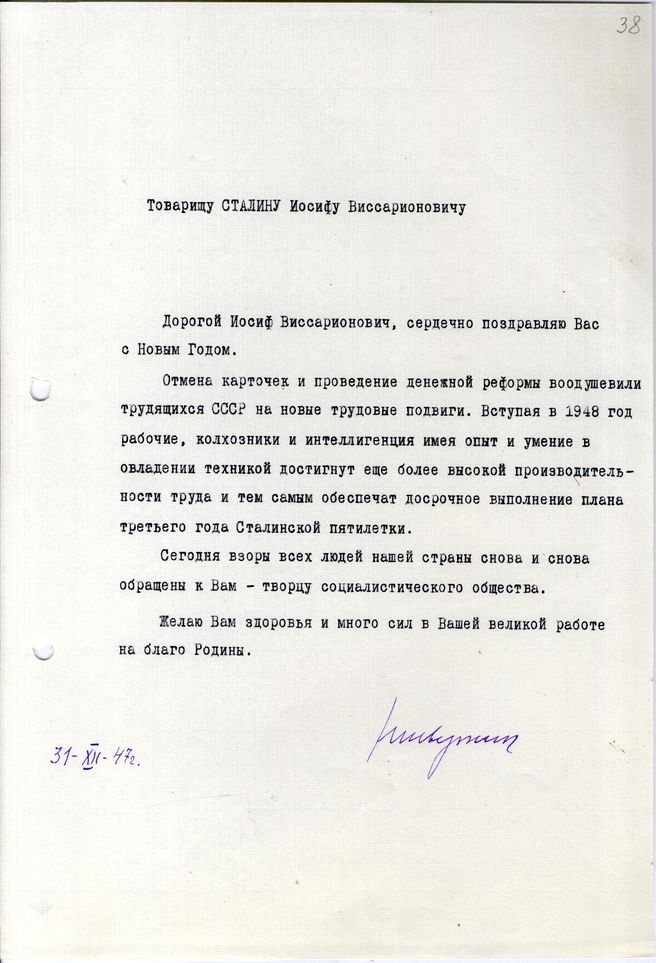 38
Товарищу СТАЛИНУ Иосифу Виссарионовичу
Дорогой Иосиф Виссарионович, сердечно поздравляю Вас
с Новым Годом.
Отмена карточек и проведение денежной реформы воодушевили
трудящихся СССР на новые трудовые подвиги. Вступая в 1948 год
рабочие, колхозники и интеллигенция имея опыт и умение в
овладении техникой достигнут еще более высокой производитель-
ности труда и тем самым обеспечат досрочное выполнение плана
третьего года Сталинской пятилетки.
Сегодня взоры всех людей нашей страны снова и снова
обращены к Вам – творцу социалистического общества.
Желаю Вам здоровья и много сил в Вашей великой работе
на благо Родины.
31-XII-47г.